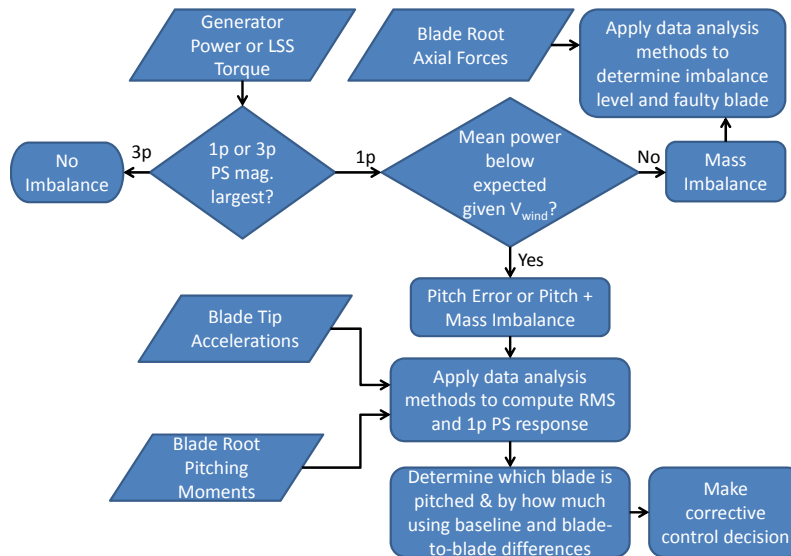 Generator
Power or LSS
Torque
Blade Root
Axial Forces
Apply data analysis
methods to
determine imbalance
level and faulty blade
No
Imbalance
3p
1p or 3p
PS mag.
largest?
1p
Mean power
below
expected
given Vwind?
No
Mass
Imbalance
Yes
Pitch Error or Pitch +
Mass Imbalance
Blade Tip
Accelerations
Apply data analysis
methods to compute RMS
and 1p PS response
Blade Root
Pitching
Moments
Determine which blade is
pitched & by how much
using baseline and blade-
to-blade differences
Make
corrective
control decision